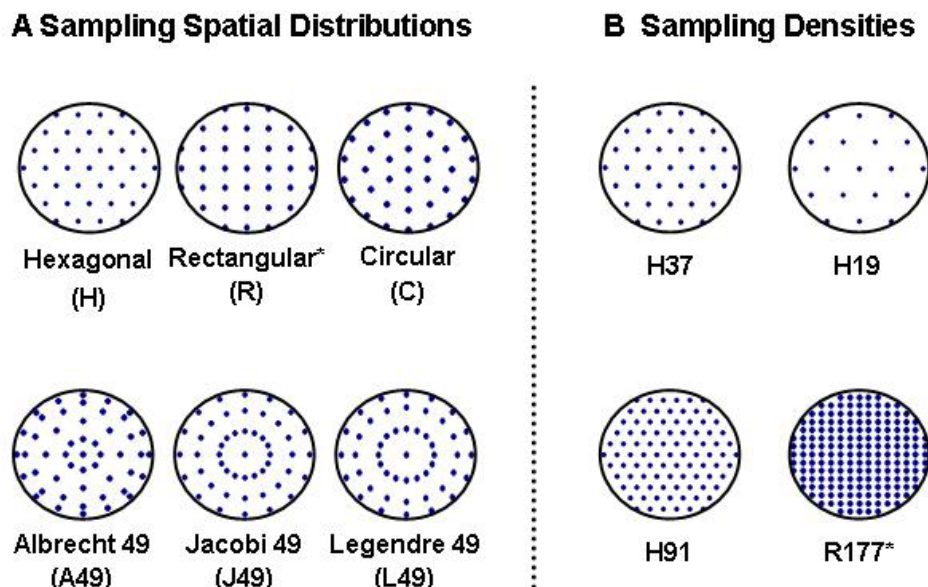 A Sampling Spatial Distributions
B Sampling Densities
Hexagonal
(H)
Rectangular*
(R)
Circular
(C)
H37
H19
Albrecht 49
(A49)
Jacobi 49
(J49)
Legendre 49
(L49)
H91
R177*